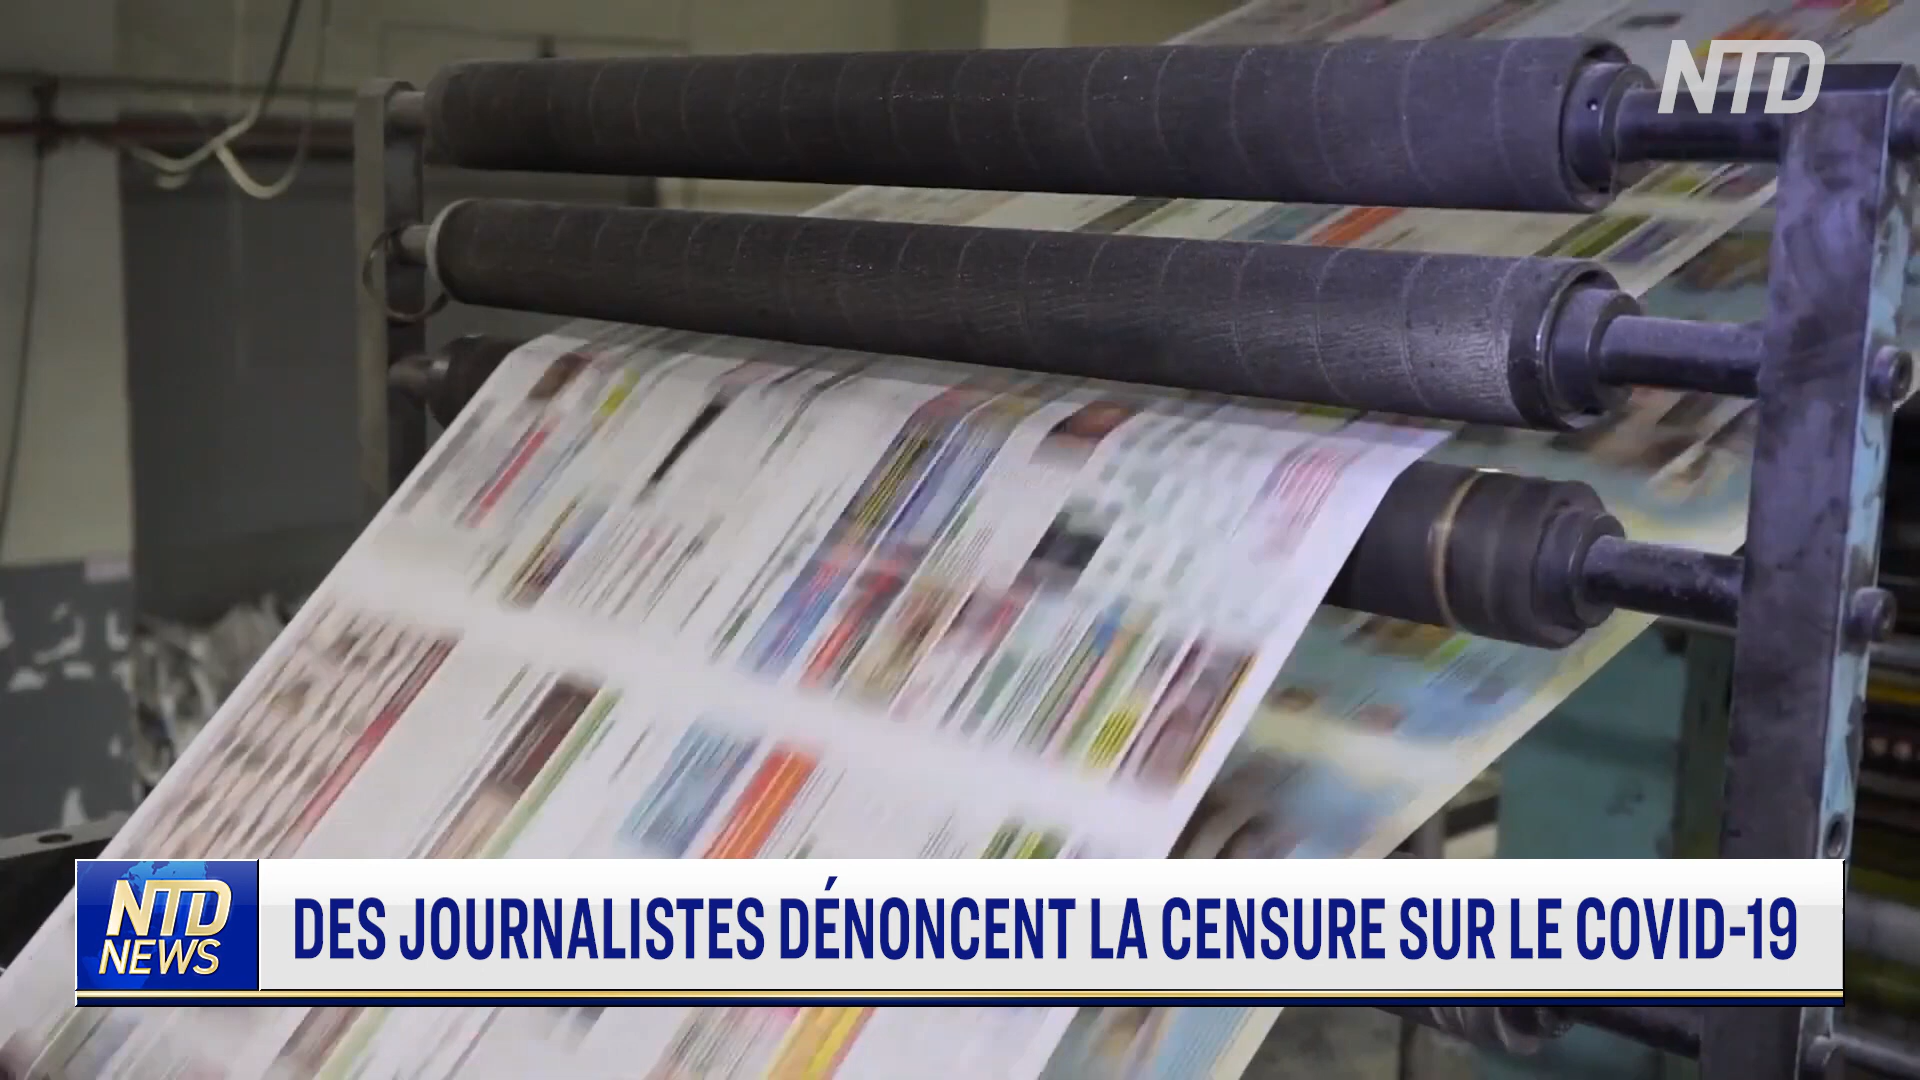 NTD
NTD
NEWS
DES JOURNALISTES DÉNONCENT LA CENSURE SUR LE COVID-19